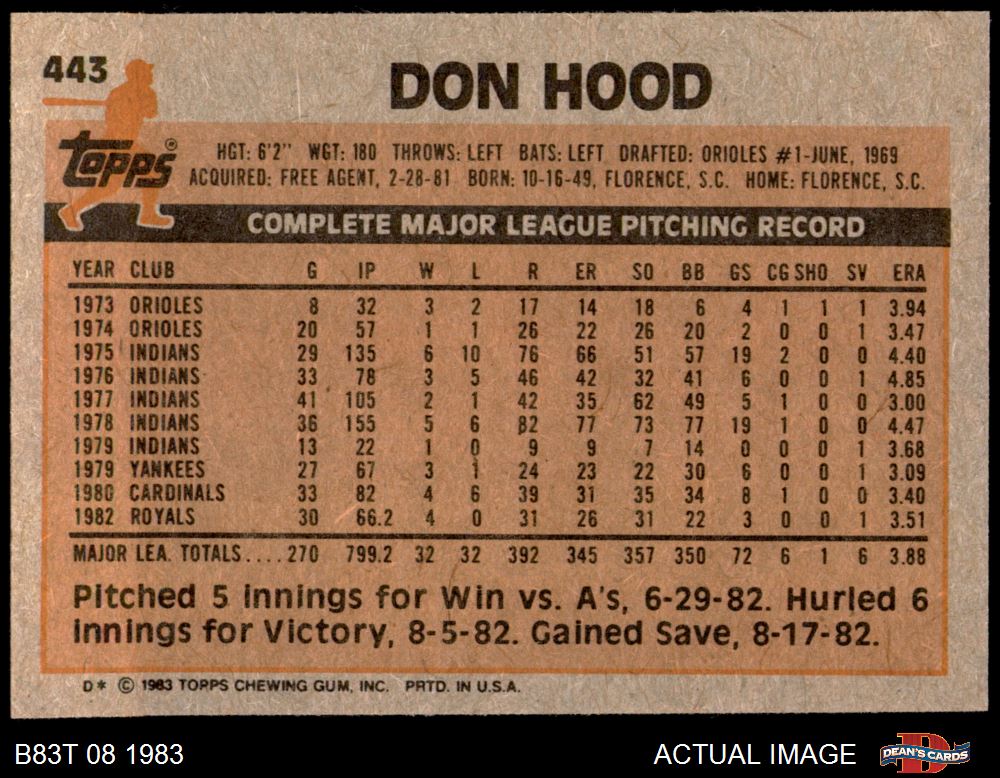 443
DON HOOD
Topps®
HGT: 6'2" WGT: 180 THROWS: LEFT BATS: LEFT DRAFTED: ORIOLES #1-JUNE, 1969
ACQUIRED: FREE AGENT, 2-28-81 BORN: 10-16-49, FLORENCE, S.C. HOME: FLORENCE, S.C.
COMPLETE MAJOR LEAGUE PITCHING RECORD
YEAR CLUB G IP W L R ER SO BB GS CG SHO SV ERA
1973 ORIOLES 8 32 3 2 17 14 18 6 4 1 1 1 3.94
1974 ORIOLES 20 57 1 1 26 22 26 20 2 0 0 1 3.47
1975 INDIANS 29 135 6 10 76 66 51 57 19 2 0 0 4.40
1976 INDIANS 33 78 3 5 46 42 32 41 6 0 0 1 4.85
1977 INDIANS 41 105 2 1 42 35 62 49 5 1 0 0 3.00
1978 INDIANS 36 155 5 6 82 77 73 77 19 1 0 0 4.47
1979 INDIANS 13 22 1 0 9 9 7 14 0 0 0 1 3.68
1979 YANKEES 27 67 3 1 24 23 22 30 6 0 0 1 3.09
1980 CARDINALS 33 82 4 6 39 31 35 34 8 1 0 0 3.40
1982 ROYALS 30 66.2 4 0 31 26 31 22 3 0 0 1 3.51
MAJOR LEA. TOTALS.... 270 799.2 32 32 392 345 357 350 72 6 1 6 3.88
Pitched 5 innings for Win vs. A's, 6-29-82. Hurled 6
innings for Victory, 8-5-82. Gained Save, 8-17-82.
D* © 1983 TOPPS CHEWING GUM, INC. PRTD. IN U.S.A.
B83T 08 1983
ACTUAL IMAGE
DEAN'S CARDS